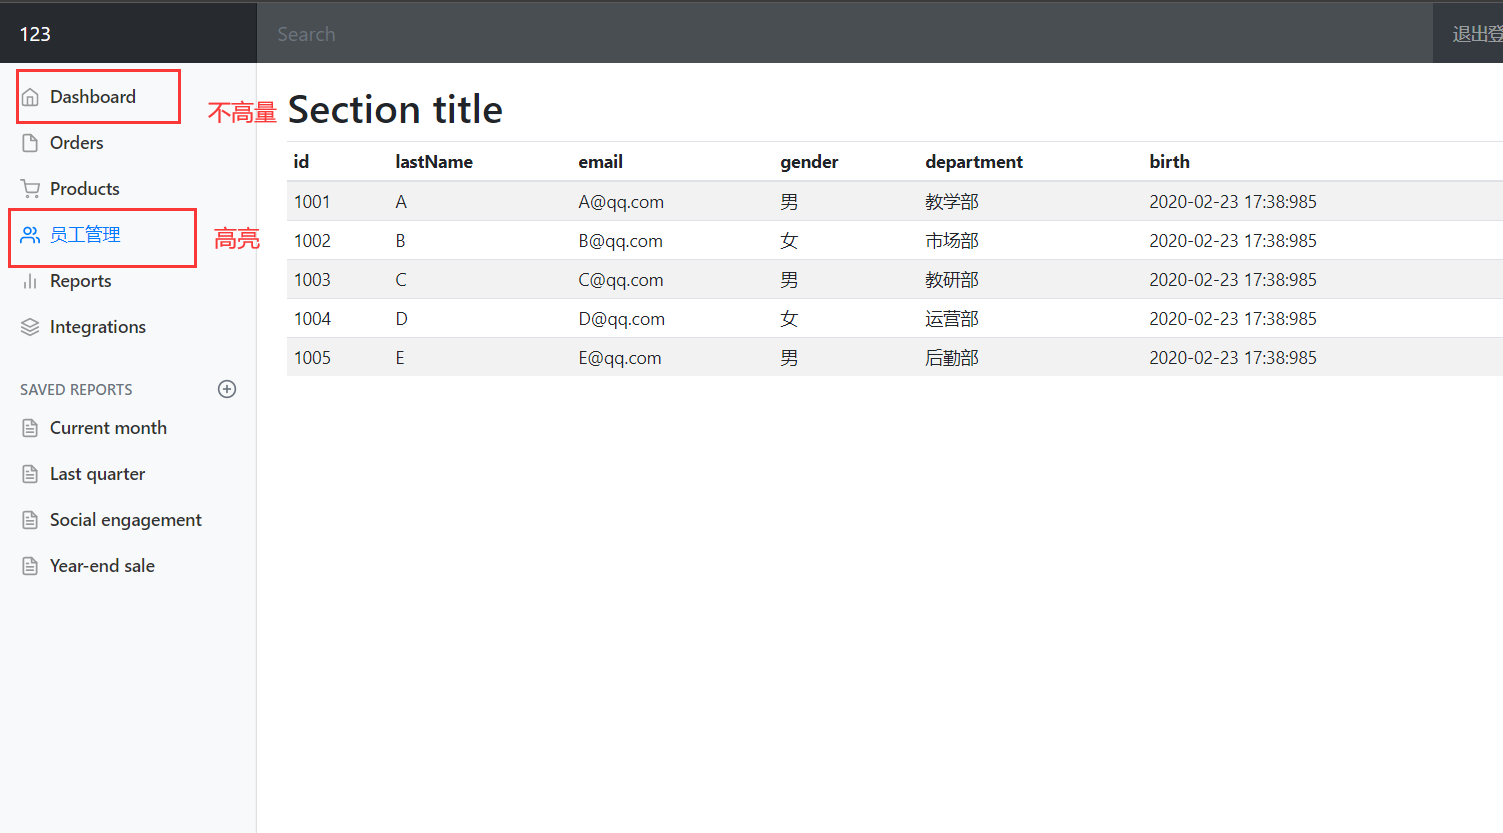 123
Search
退出登
Dashboard
不高量
Orders
Products
员工管理
高亮
Reports
Integrations
SAVED REPORTS
Current month
Last quarter
Social engagement
Year-end sale
Section title
id lastName email gender department birth
1001 A A@qq.com 男 教学部 2020-02-23 17:38:985
1002 B B@qq.com 女 市场部 2020-02-23 17:38:985
1003 C C@qq.com 男 教研部 2020-02-23 17:38:985
1004 D D@qq.com 女 运营部 2020-02-23 17:38:985
1005 E E@qq.com 男 后勤部 2020-02-23 17:38:985